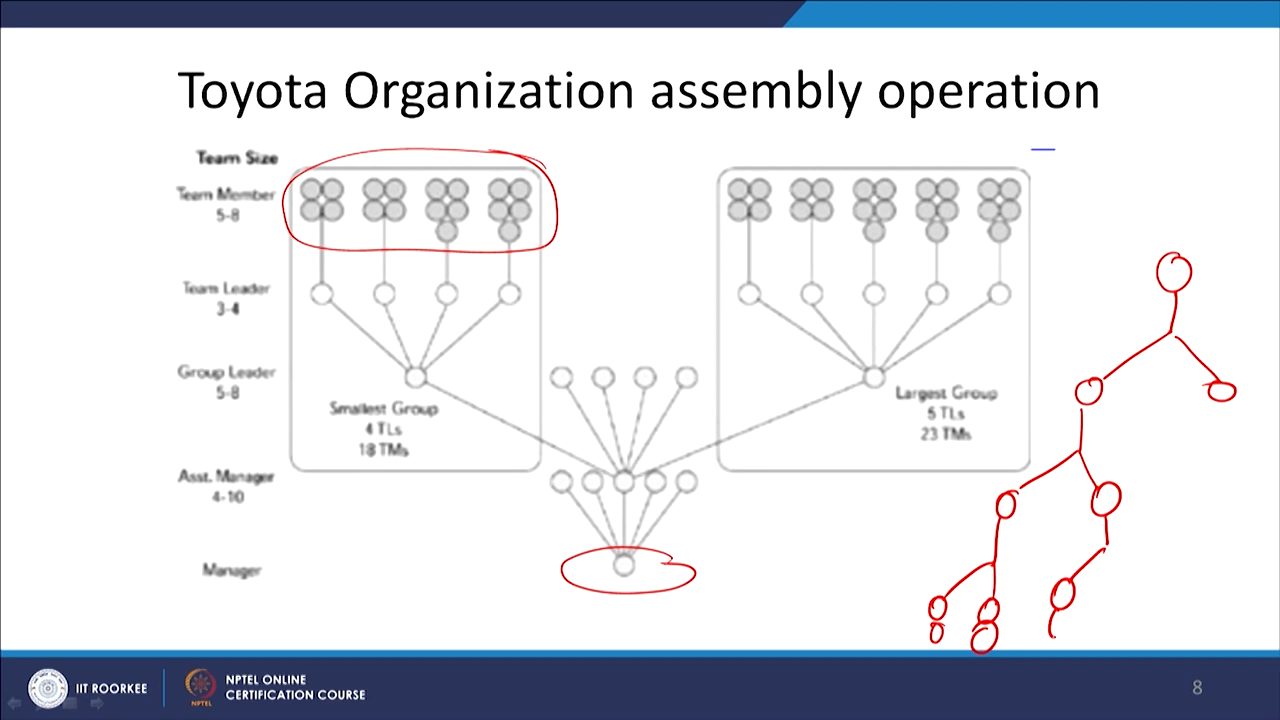 Toyota Organization assembly operation
Team Size
Team Member
5-8
Team Leader
3-4
Group Leader
5-8
Smallest Group
4 TLs
18 TMs
Largest Group
5 TLs
23 TMs
Asst. Manager
4-10
Manager
IIT ROORKEE
NPTEL
NPTEL ONLINE
CERTIFICATION COURSE
8